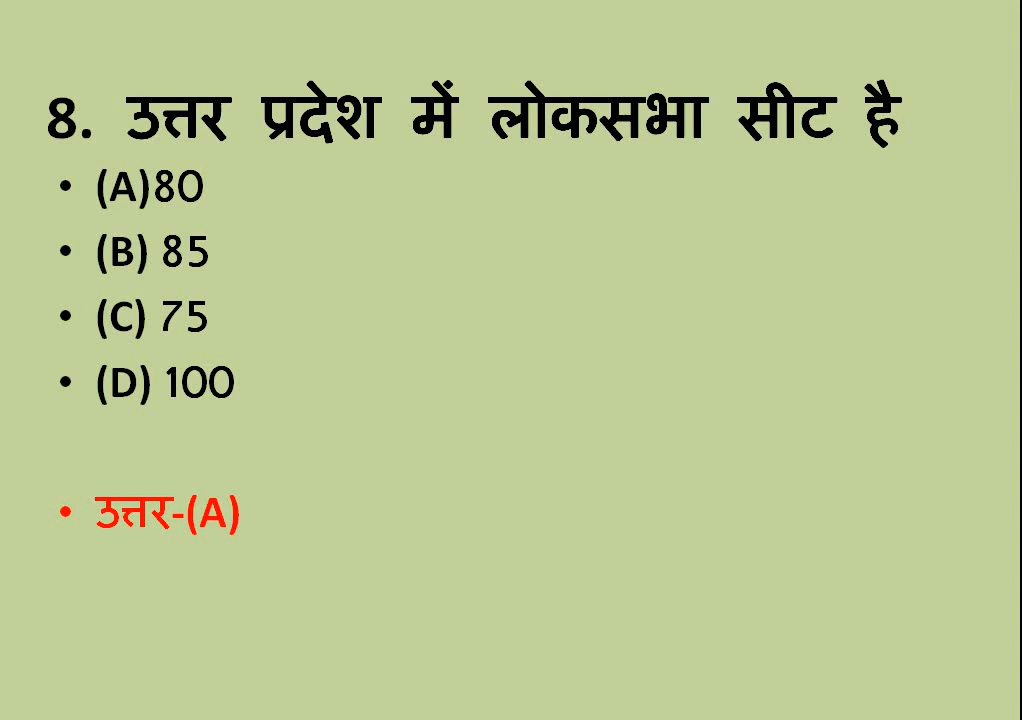 8. उत्तर प्रदेश में लोकसभा सीट है
• (A)80
• (B) 85
• (C) 75
• (D) 100
• उत्तर-(A)